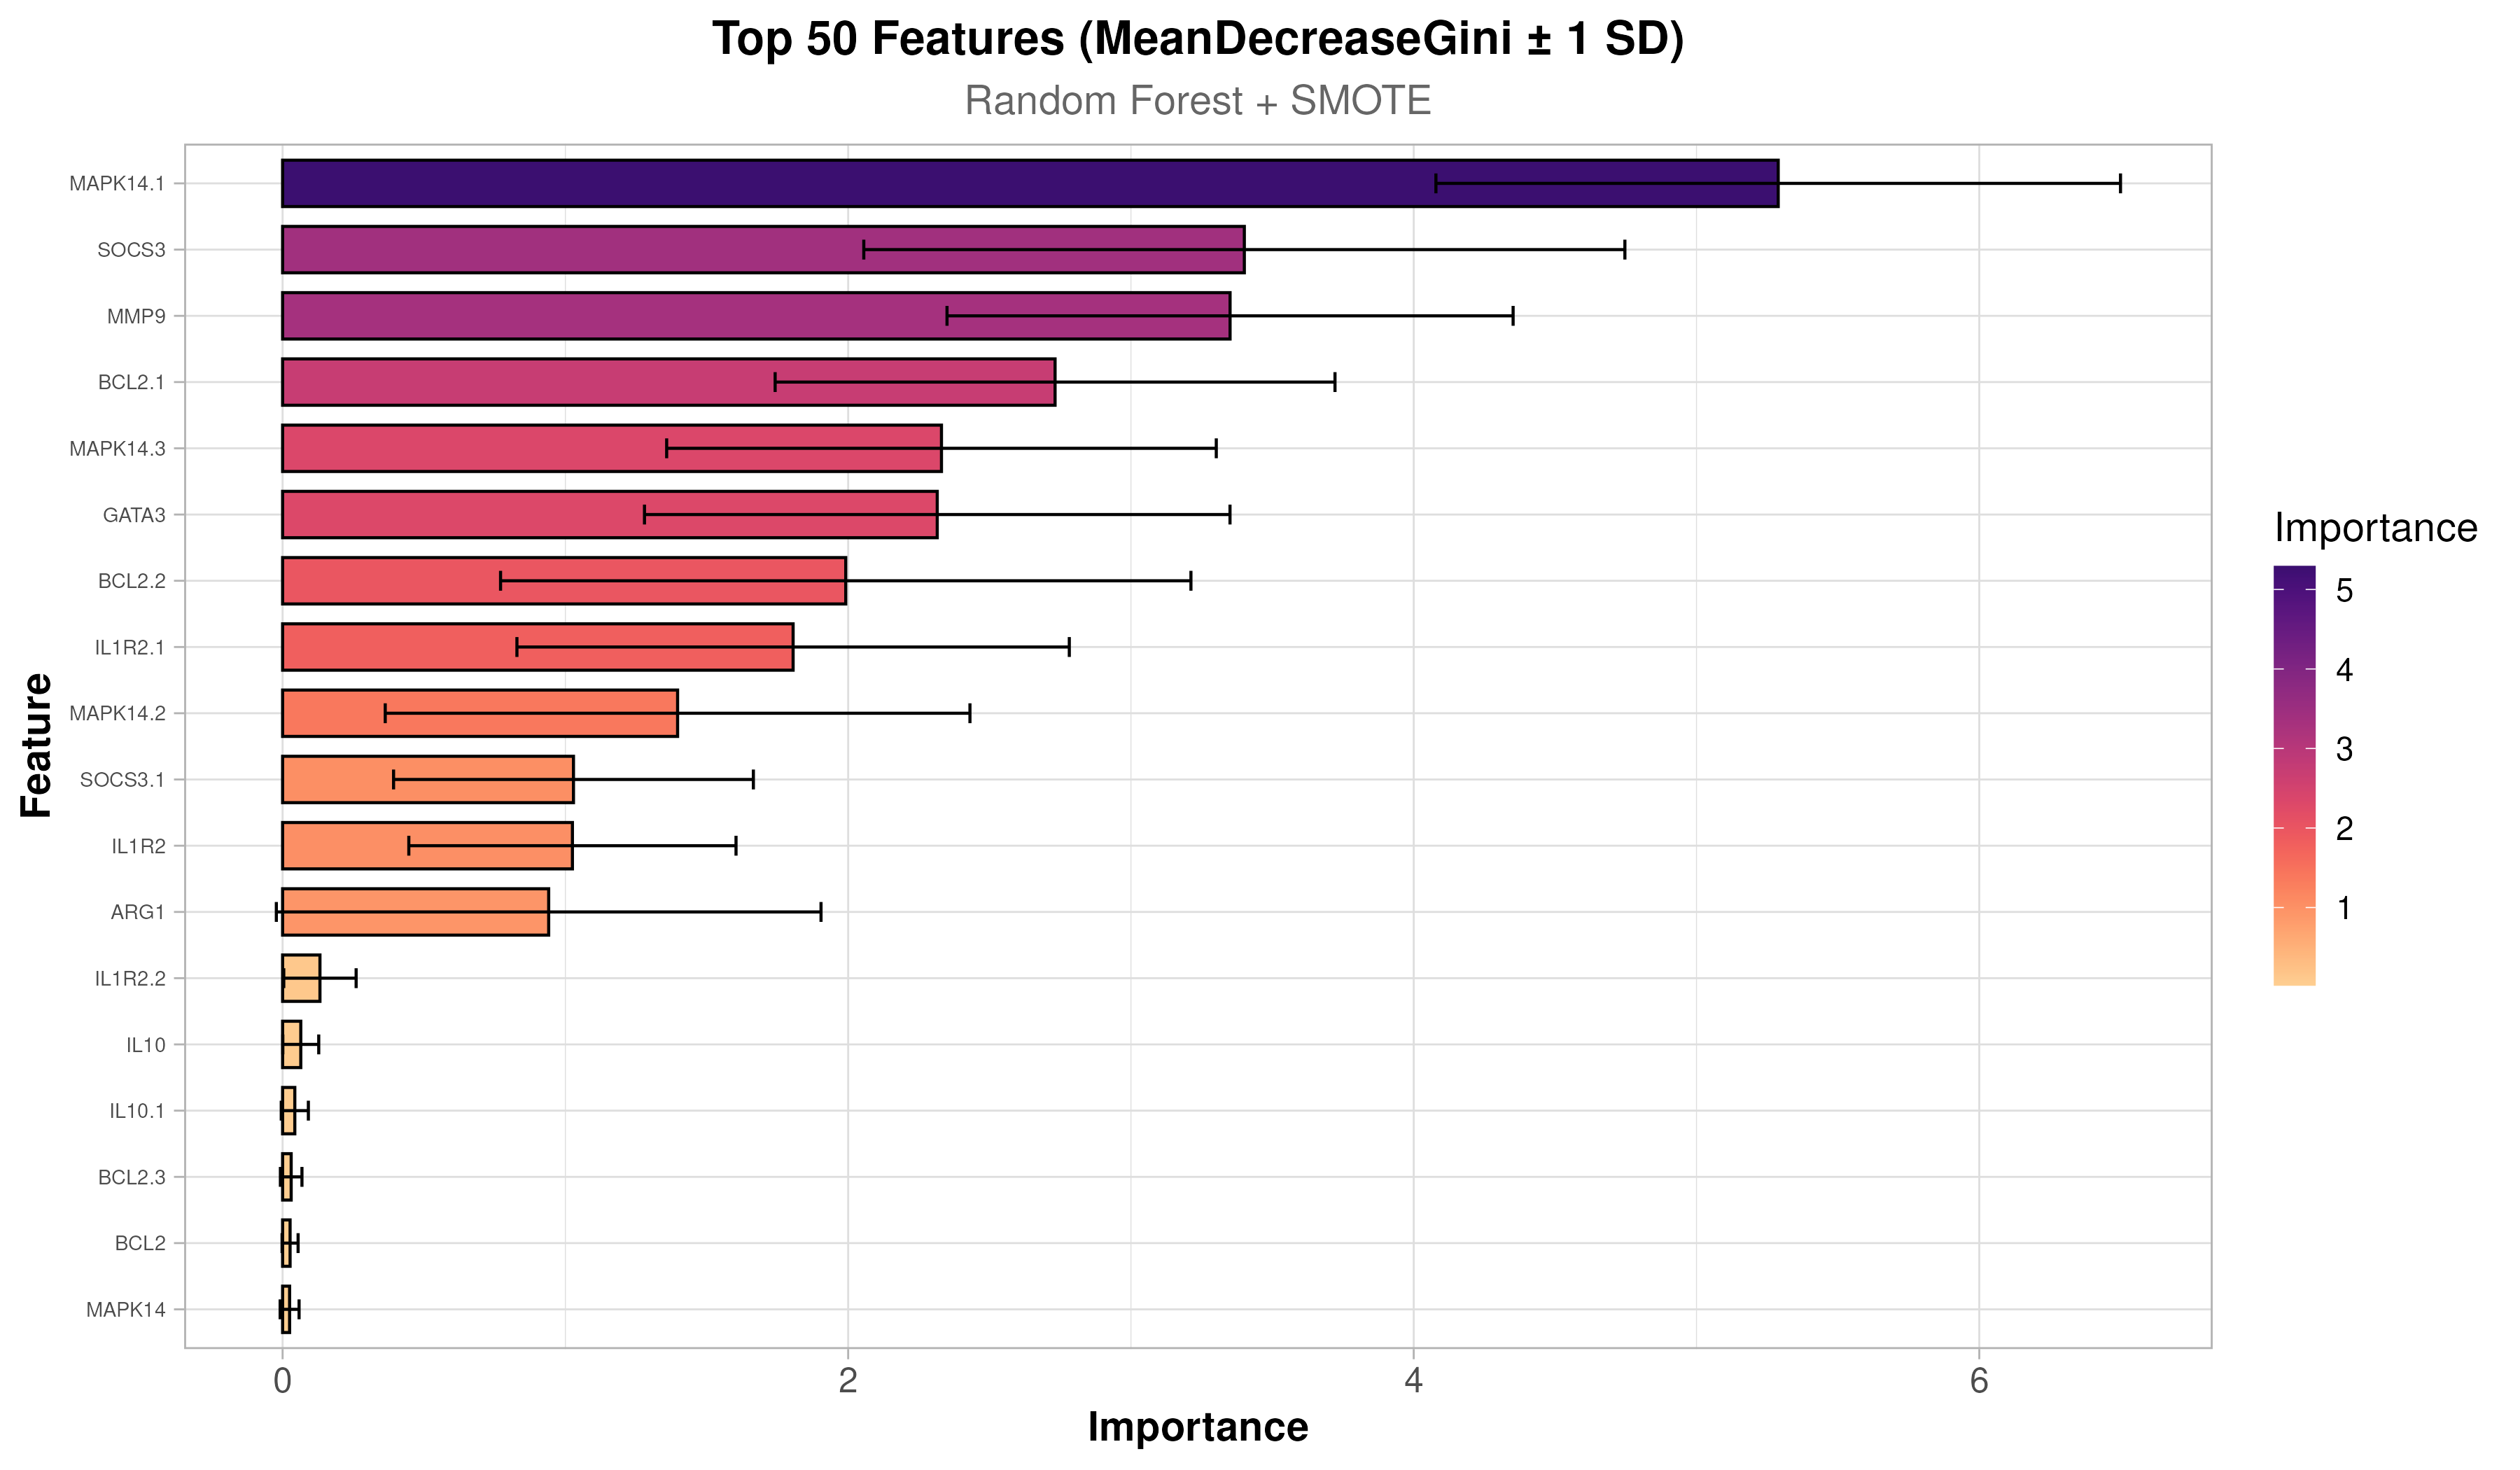 Top 50 Features (MeanDecreaseGini ± 1 SD)
Random Forest + SMOTE
Feature
MAPK14.1
SOCS3
MMP9
BCL2.1
MAPK14.3
GATA3
BCL2.2
IL1R2.1
MAPK14.2
SOCS3.1
IL1R2
ARG1
IL1R2.2
IL10
IL10.1
BCL2.3
BCL2
MAPK14
0 2 4 6
Importance
Importance
5
4
3
2
1